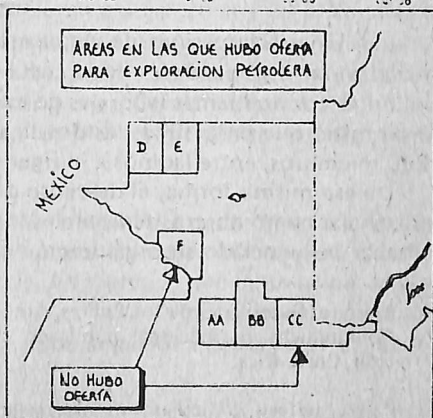 AREAS EN LAS QUE HUBO OFERTA
PARA EXPLORACION PETROLERA
D E
MEXICO
F
AA BB CC
NO HUBO
OFERTA